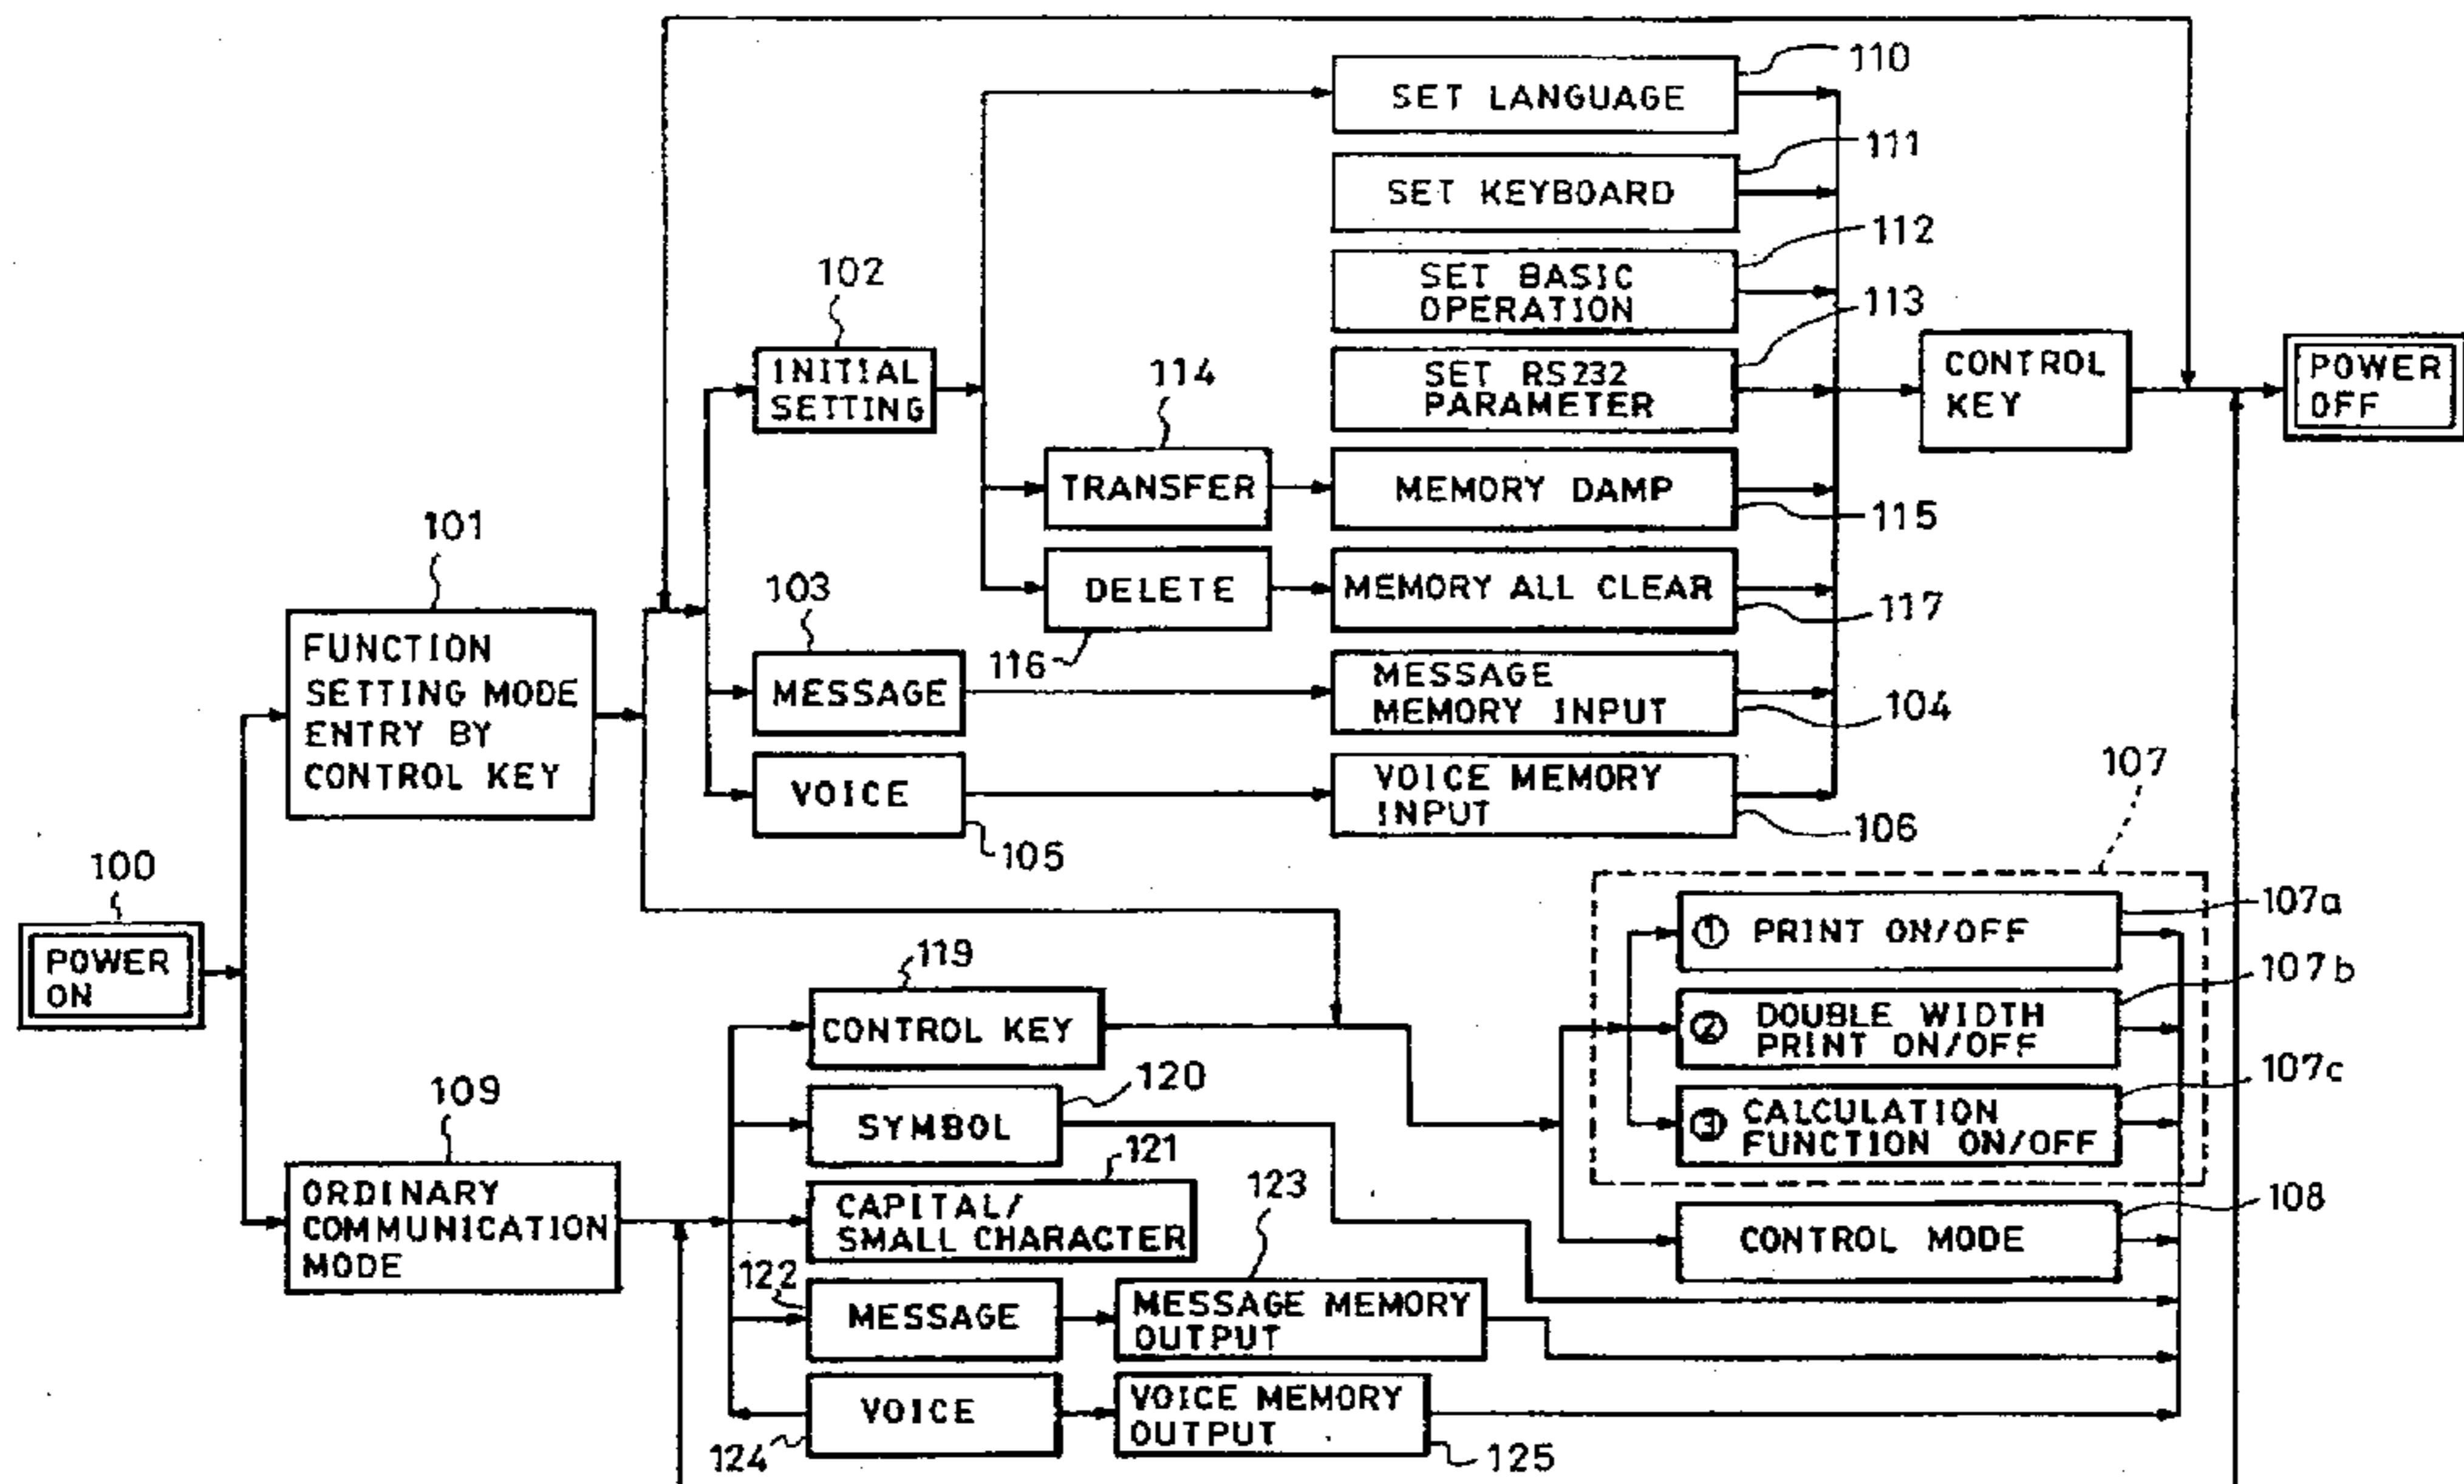 110
SET LANGUAGE
111
SET KEYBOARD
112
SET BASIC
OPERATION
102
INITIAL
SETTING
113
SET RS232
PARAMETER
CONTROL
KEY
POWER
OFF
114
TRANSFER
MEMORY DAMP
115
101
FUNCTION
SETTING MODE
ENTRY BY
CONTROL KEY
103
DELETE
116
MEMORY ALL CLEAR
117
MESSAGE
MESSAGE
MEMORY INPUT
104
VOICE
105
VOICE MEMORY
INPUT
106
107
100
POWER
ON
① PRINT ON/OFF
107a
119
CONTROL KEY
② DOUBLE WIDTH
PRINT ON/OFF
107b
120
SYMBOL
③ CALCULATION
FUNCTION ON/OFF
107c
109
ORDINARY
COMMUNICATION
MODE
121
CAPITAL/
SMALL CHARACTER
CONTROL MODE
108
122
MESSAGE
123
MESSAGE MEMORY
OUTPUT
VOICE
124
VOICE MEMORY
OUTPUT
125